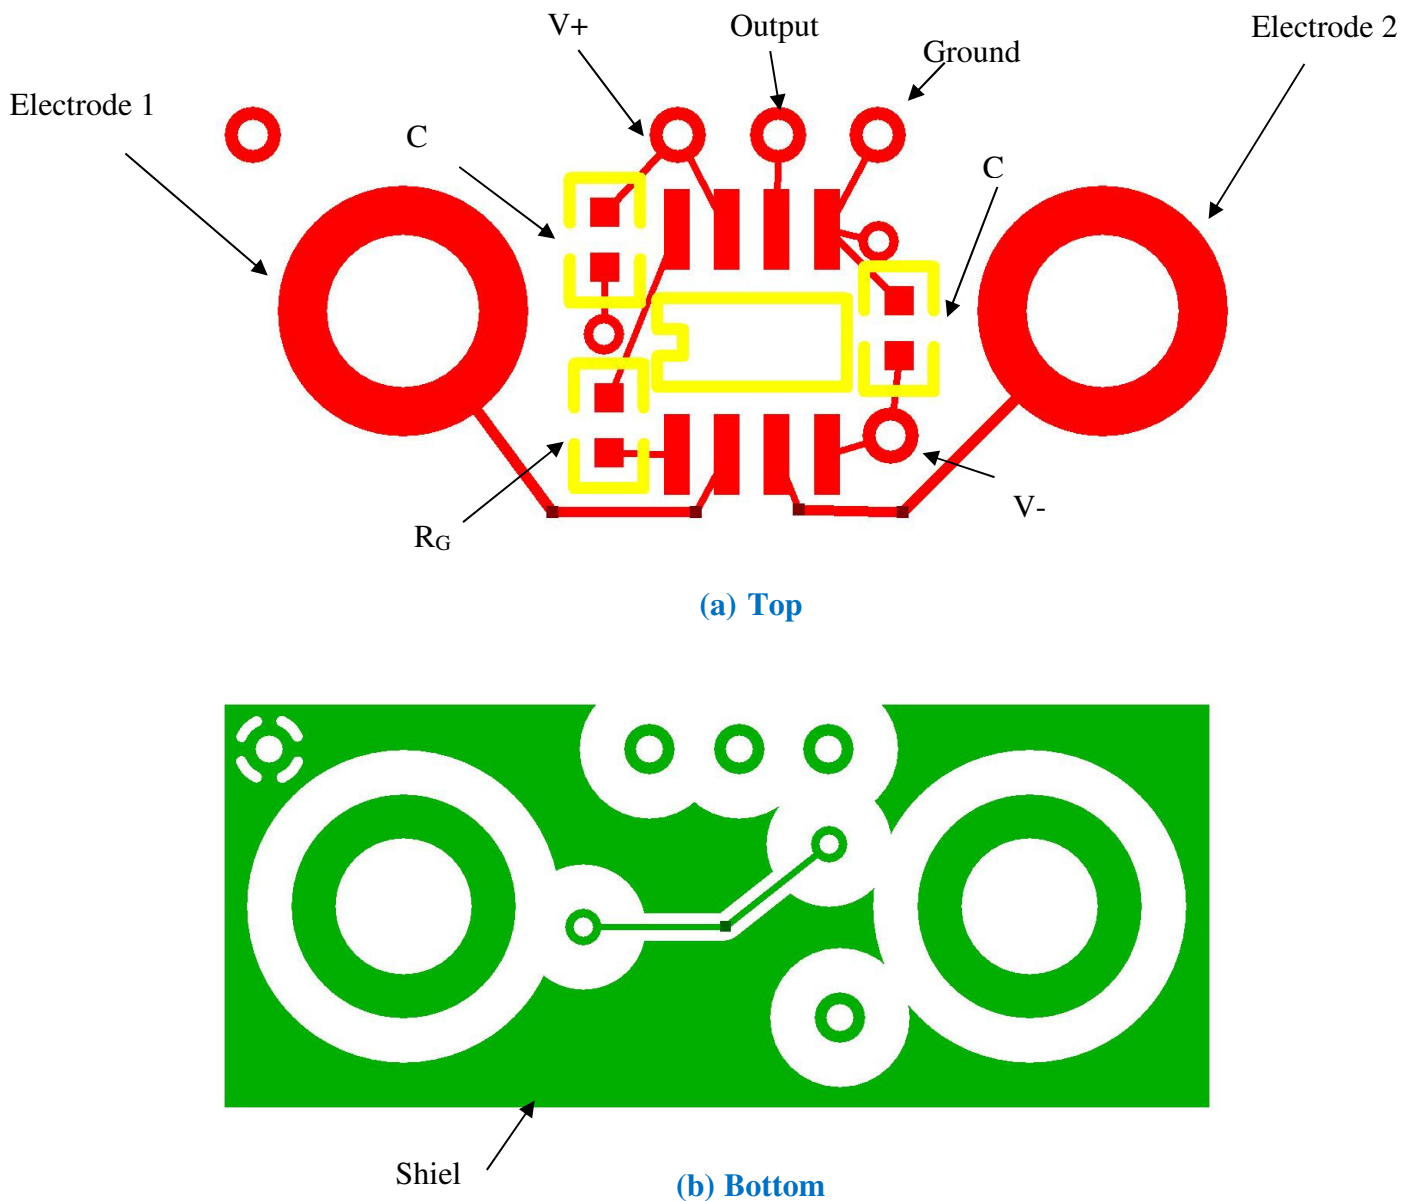 V+
Output
Ground
Electrode 2
Electrode 1
C
C
V-
RG
(a) Top
Shiel
(b) Bottom